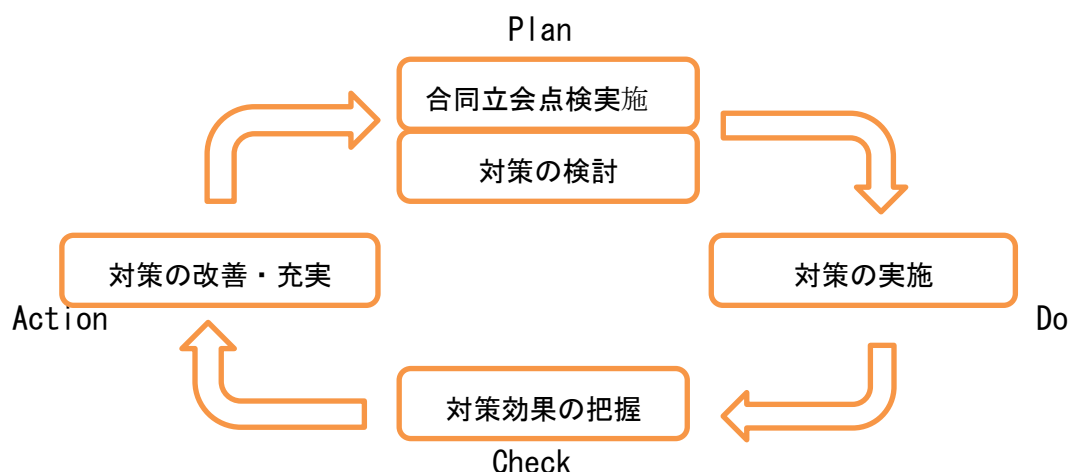 Plan
合同立会点検実施
対策の検討
対策の改善・充実
対策の実施
Action
Do
対策効果の把握
Check